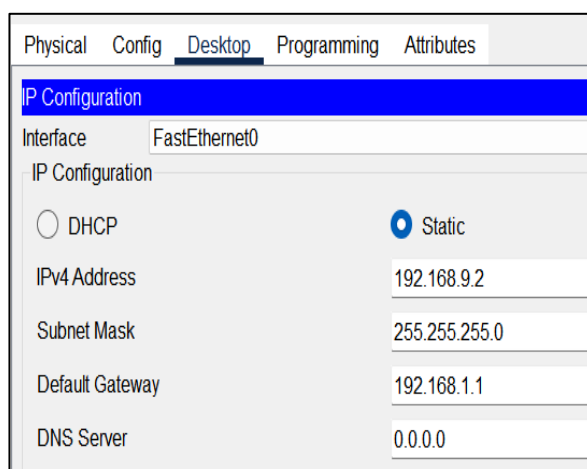 Physical Config Desktop Programming Attributes
IP Configuration
Interface FastEthernet0
IP Configuration
DHCP Static
IPv4 Address 192.168.9.2
Subnet Mask 255.255.255.0
Default Gateway 192.168.1.1
DNS Server 0.0.0.0